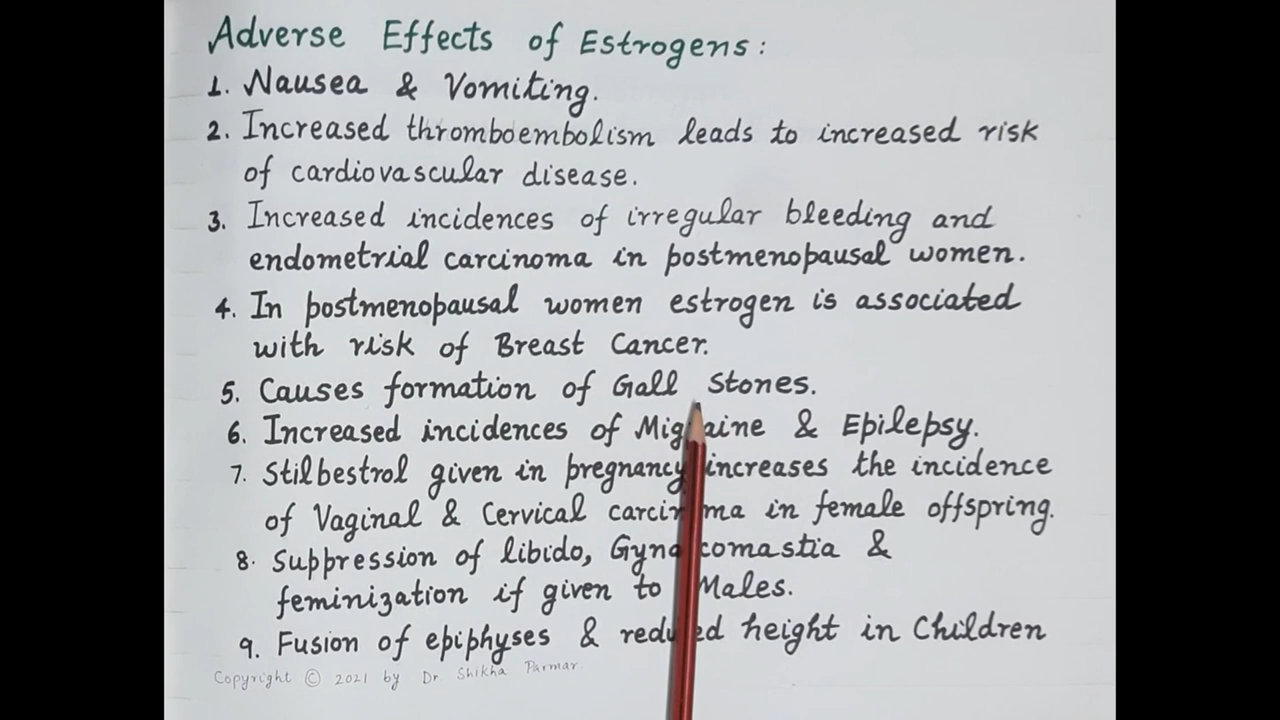 Adverse Effects of Estrogens:
1. Nausea & Vomiting.
2. Increased thromboembolism leads to increased risk
of cardiovascular disease.
3. Increased incidences of irregular bleeding and
endometrial carcinoma in postmenopausal women.
4. In postmenopausal women estrogen is associated
with risk of Breast Cancer.
5. Causes formation of Gall Stones.
6. Increased incidences of Migraine & Epilepsy.
7. Stilbestrol given in pregnancy increases the incidence
of Vaginal & Cervical carcinoma in female offspring.
8. Suppression of libido, Gynacomastia &
feminization if given to Males.
9. Fusion of epiphyses & reduced height in Children
Copyright © 2021 by Dr. Shikha Parmar